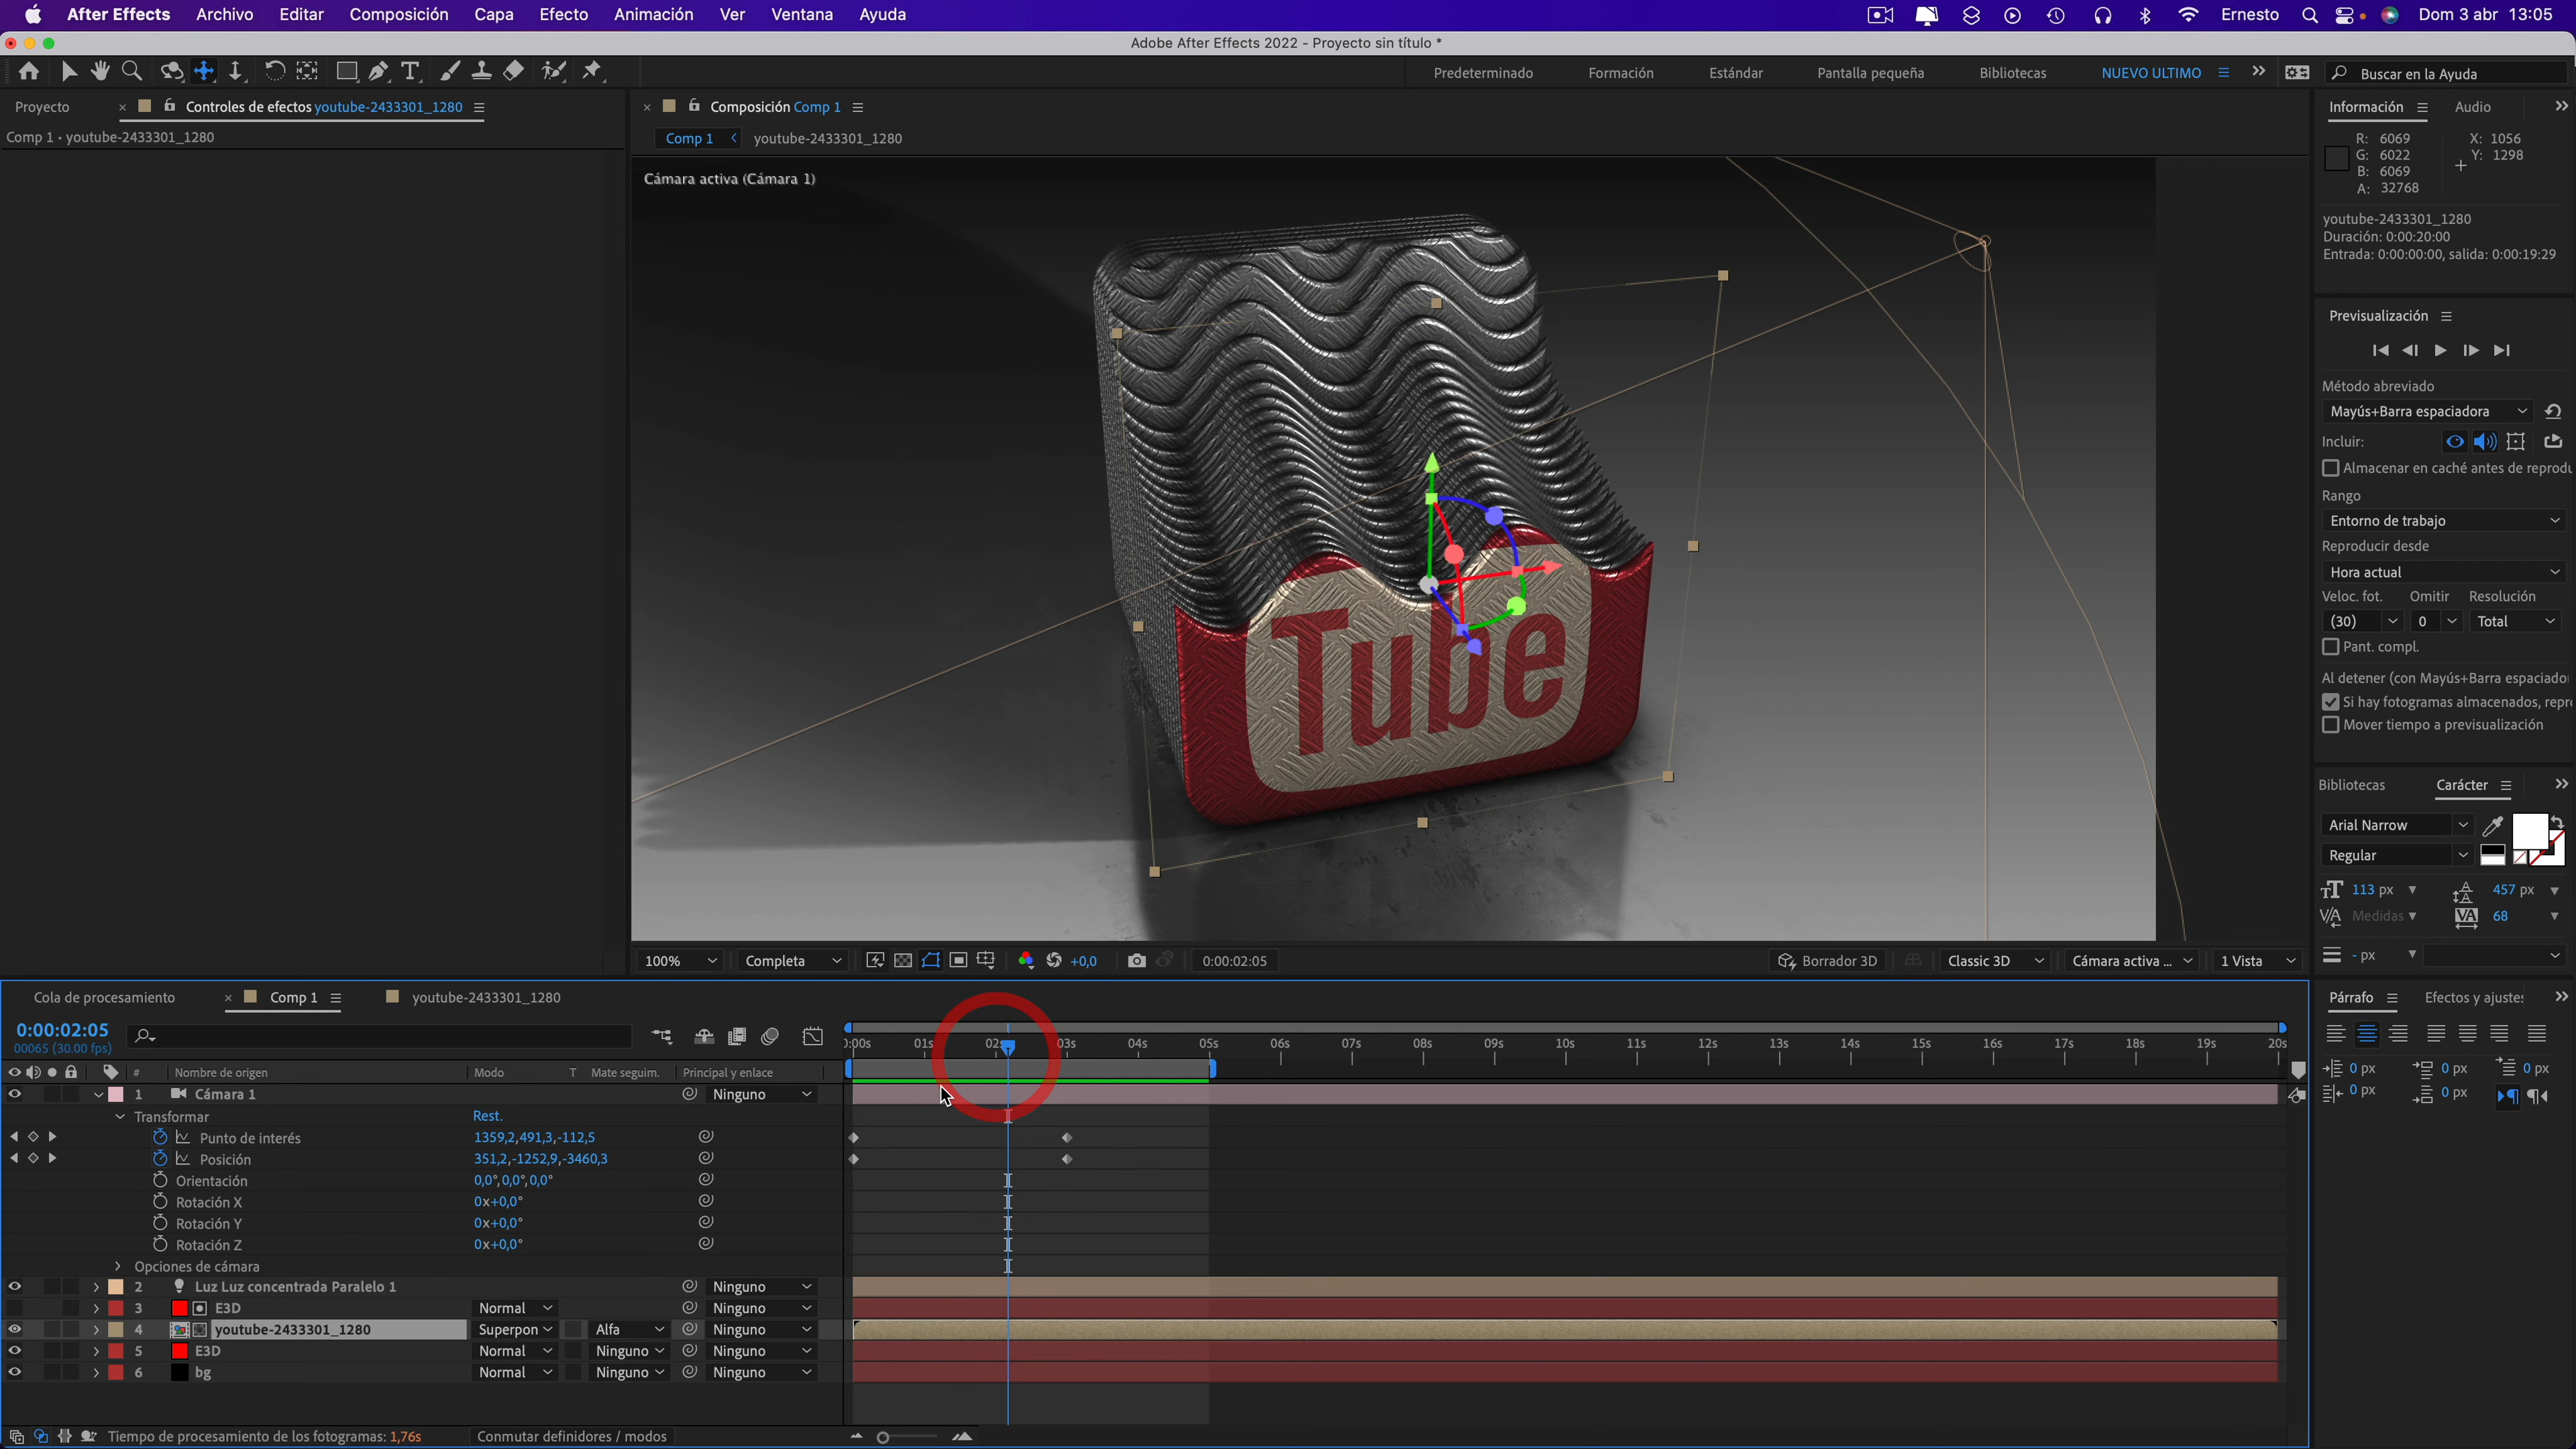 After Effects Archivo Editar Composición Capa Efecto Animación Ver Ventana Ayuda Ernesto Dom 3 abr 13:05
Adobe After Effects 2022 - Proyecto sin título *
Predeterminado Formación Estándar Pantalla pequeña Bibliotecas NUEVO ULTIMO Buscar en la Ayuda
Proyecto Controles de efectos youtube-2433301_1280
Comp 1 • youtube-2433301_1280
Composición Comp 1
Comp 1 youtube-2433301_1280
Cámara activa (Cámara 1)
Tube
100% Completa +0,0 0:00:02:05 Borrador 3D Classic 3D Cámara activa ... 1 Vista
Información Audio
R: 6069 X: 1056
G: 6022 Y: 1298
B: 6069
A: 32768
youtube-2433301_1280
Duración: 0:00:20:00
Entrada: 0:00:00:00, salida: 0:00:19:29
Previsualización
Método abreviado
Mayús+Barra espaciadora
Incluir:
Almacenar en caché antes de reprodu
Rango
Entorno de trabajo
Reproducir desde
Hora actual
Veloc. fot. Omitir Resolución
(30) 0 Total
Pant. compl.
Al detener (con Mayús+Barra espaciado
Si hay fotogramas almacenados, repr
Mover tiempo a previsualización
Bibliotecas Carácter
Arial Narrow
Regular
113 px 457 px
Medidas 68
- px
Párrafo Efectos y ajustes
0 px 0 px 0 px
0 px 0 px
Cola de procesamiento Comp 1 youtube-2433301_1280
0:00:02:05
00065 (30.00 fps)
):00s 01s 02s 03s 04s 05s 06s 07s 08s 09s 10s 11s 12s 13s 14s 15s 16s 17s 18s 19s 20s
# Nombre de origen Modo T Mate seguim. Principal y enlace
1 Cámara 1 Ninguno
Transformar Rest.
Punto de interés 1359,2,491,3,-112,5
Posición 351,2,-1252,9,-3460,3
Orientación 0,0°,0,0°,0,0°
Rotación X 0x+0,0°
Rotación Y 0x+0,0°
Rotación Z 0x+0,0°
Opciones de cámara
2 Luz Luz concentrada Paralelo 1 Ninguno
3 E3D Normal Ninguno
4 youtube-2433301_1280 Superpon Alfa Ninguno
5 E3D Normal Ninguno Ninguno
6 bg Normal Ninguno Ninguno
Tiempo de procesamiento de los fotogramas: 1,76s Conmutar definidores / modos